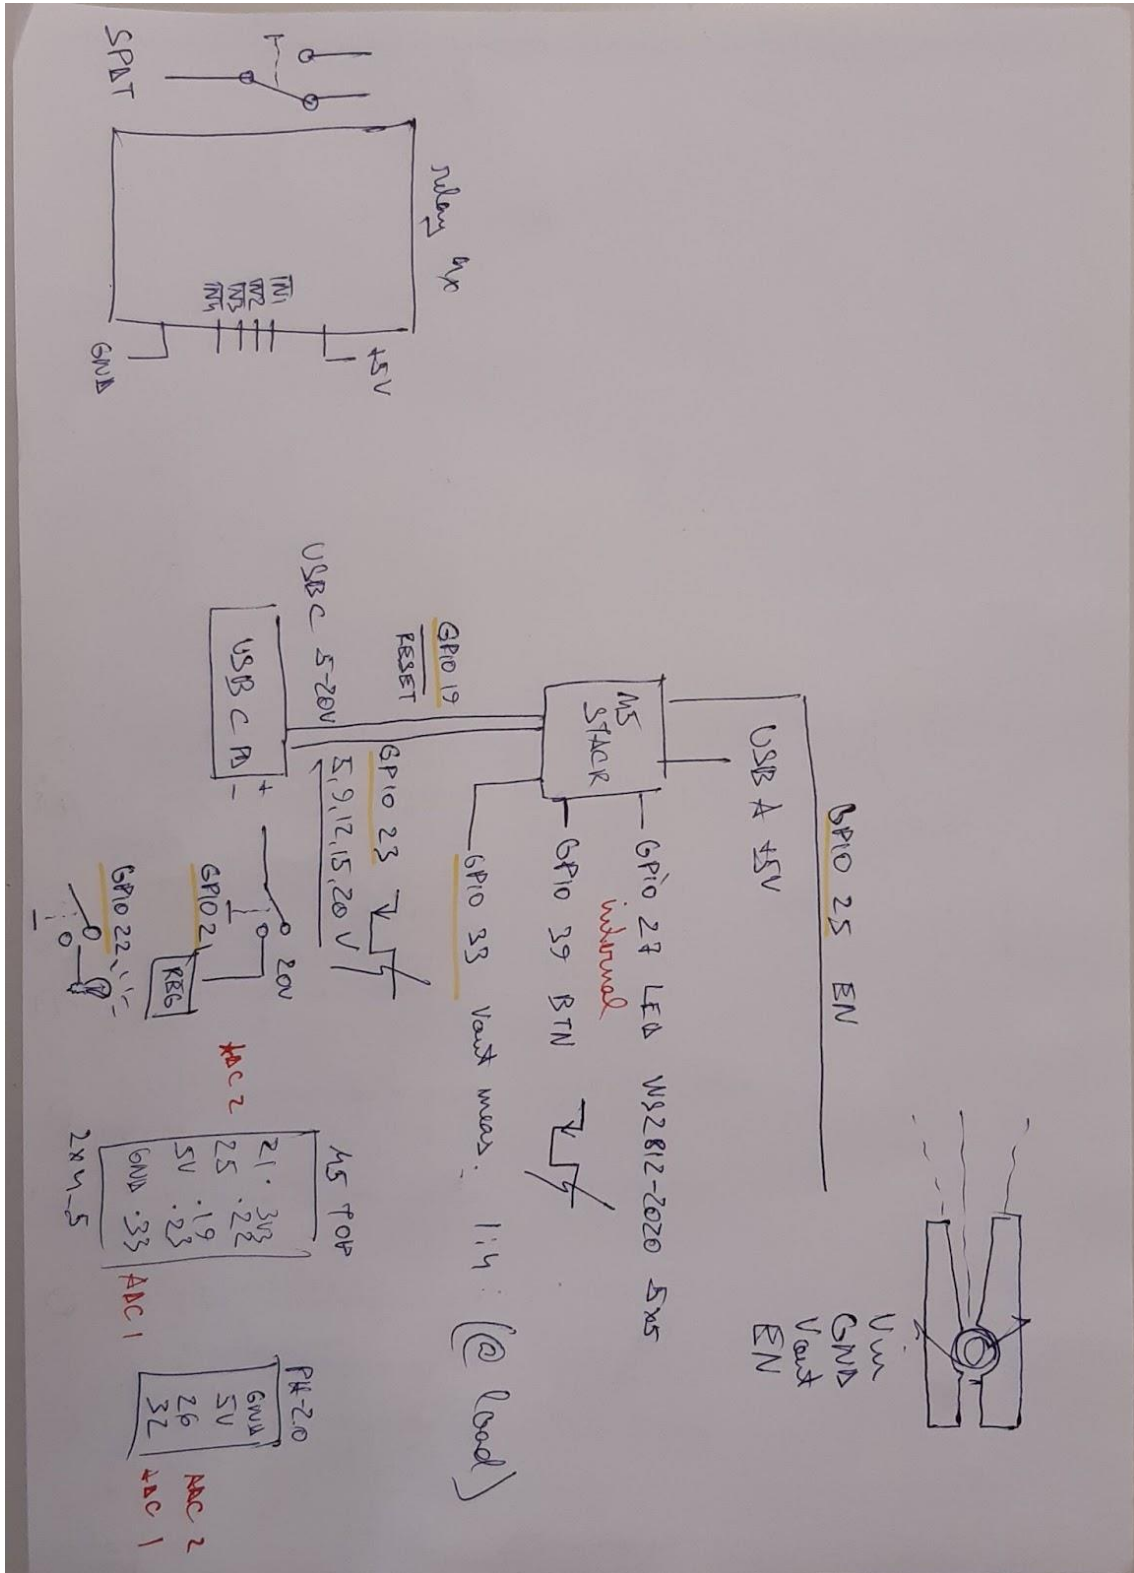 SPDT
relay 4x
IN1
IN2
IN3
IN4
+5V
GND
GPIO 25 EN
USB A +5V
M5
STACK
GPIO 19
RESET
USB C 5-20V
USB C PD
+
-
GPIO 23
5, 9, 12, 15, 20 V
GPIO 27 LED WS2812-2020 5x5
internal
GPIO 39 BTN
GPIO 33 Vout meas. 1:4 (@ load)
20V
GPIO 21
REG
GPIO 22
Vin
GND
Vout
EN
ADC 2
M5 TOP
21 . 3V3
25 . 22
5V . 19
. 23
GND . 33
2x4_5
ADC 1
PH-2.0
GND
5V
26
32
ADC 2
ADC 1